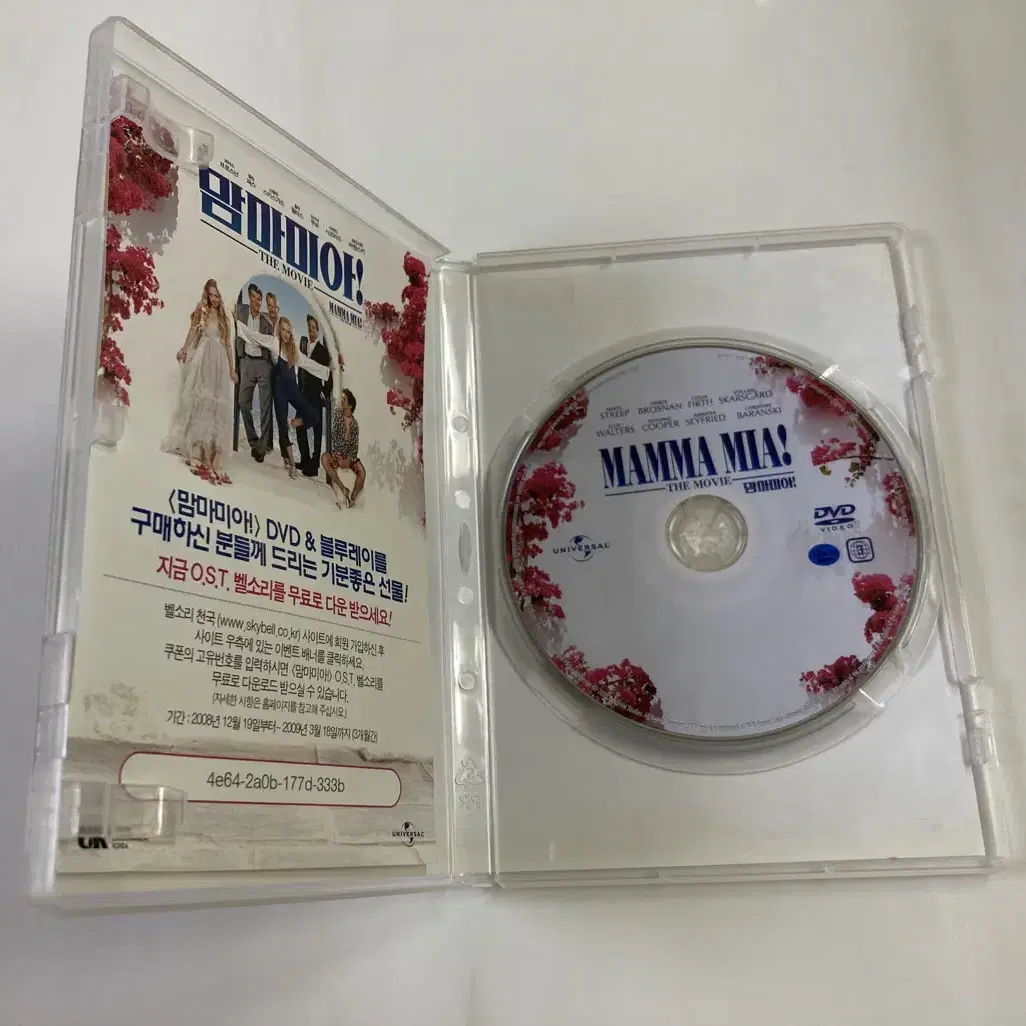 맘마미아!
THE MOVIE
MAMMA MIA!
〈맘마미아!〉 DVD & 블루레이를
구매하신 분들께 드리는 기분좋은 선물!
지금 O.S.T. 벨소리를 무료로 다운 받으세요!
벨소리 천국 (www.skybell.co.kr) 사이트에 회원 가입하신 후
사이트 우측에 있는 이벤트 배너를 클릭하세요.
쿠폰의 고유번호를 입력하시면 〈맘마미아!〉 O.S.T. 벨소리를
무료로 다운로드 받으실 수 있습니다.
(자세한 사항은 홈페이지를 참고해 주십시오.)
기간 : 2008년 12월 19일부터~ 2009년 3월 18일까지 (3개월간)
4e64-2a0b-177d-333b
UNIVERSAL
MERYL STREEP PIERCE BROSNAN COLIN FIRTH STELLAN SKARSGARD
JULIE WALTERS DOMINIC COOPER AMANDA SEYFRIED CHRISTINE BARANSKI
MAMMA MIA!
THE MOVIE 맘마미아!
DVD
VIDEO
UNIVERSAL
3